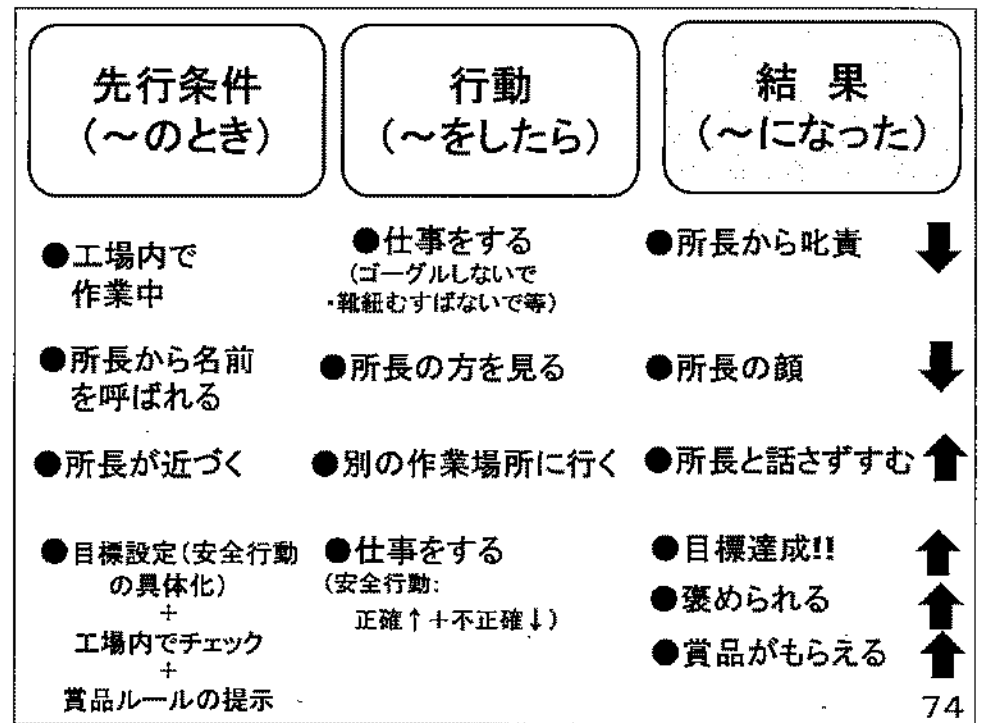 先行条件
(〜のとき)
行動
(〜をしたら)
結 果
(〜になった)
●工場内で
作業中
●仕事をする
(ゴーグルしないで
・靴紐むすばないで等)
●所長から叱責
●所長から名前
を呼ばれる
●所長の方を見る
●所長の顔
●所長が近づく
●別の作業場所に行く
●所長と話さずすむ
●目標設定(安全行動
の具体化)
+
工場内でチェック
+
賞品ルールの提示
●仕事をする
(安全行動:
正確↑+不正確↓)
●目標達成!!
●褒められる
●賞品がもらえる
74